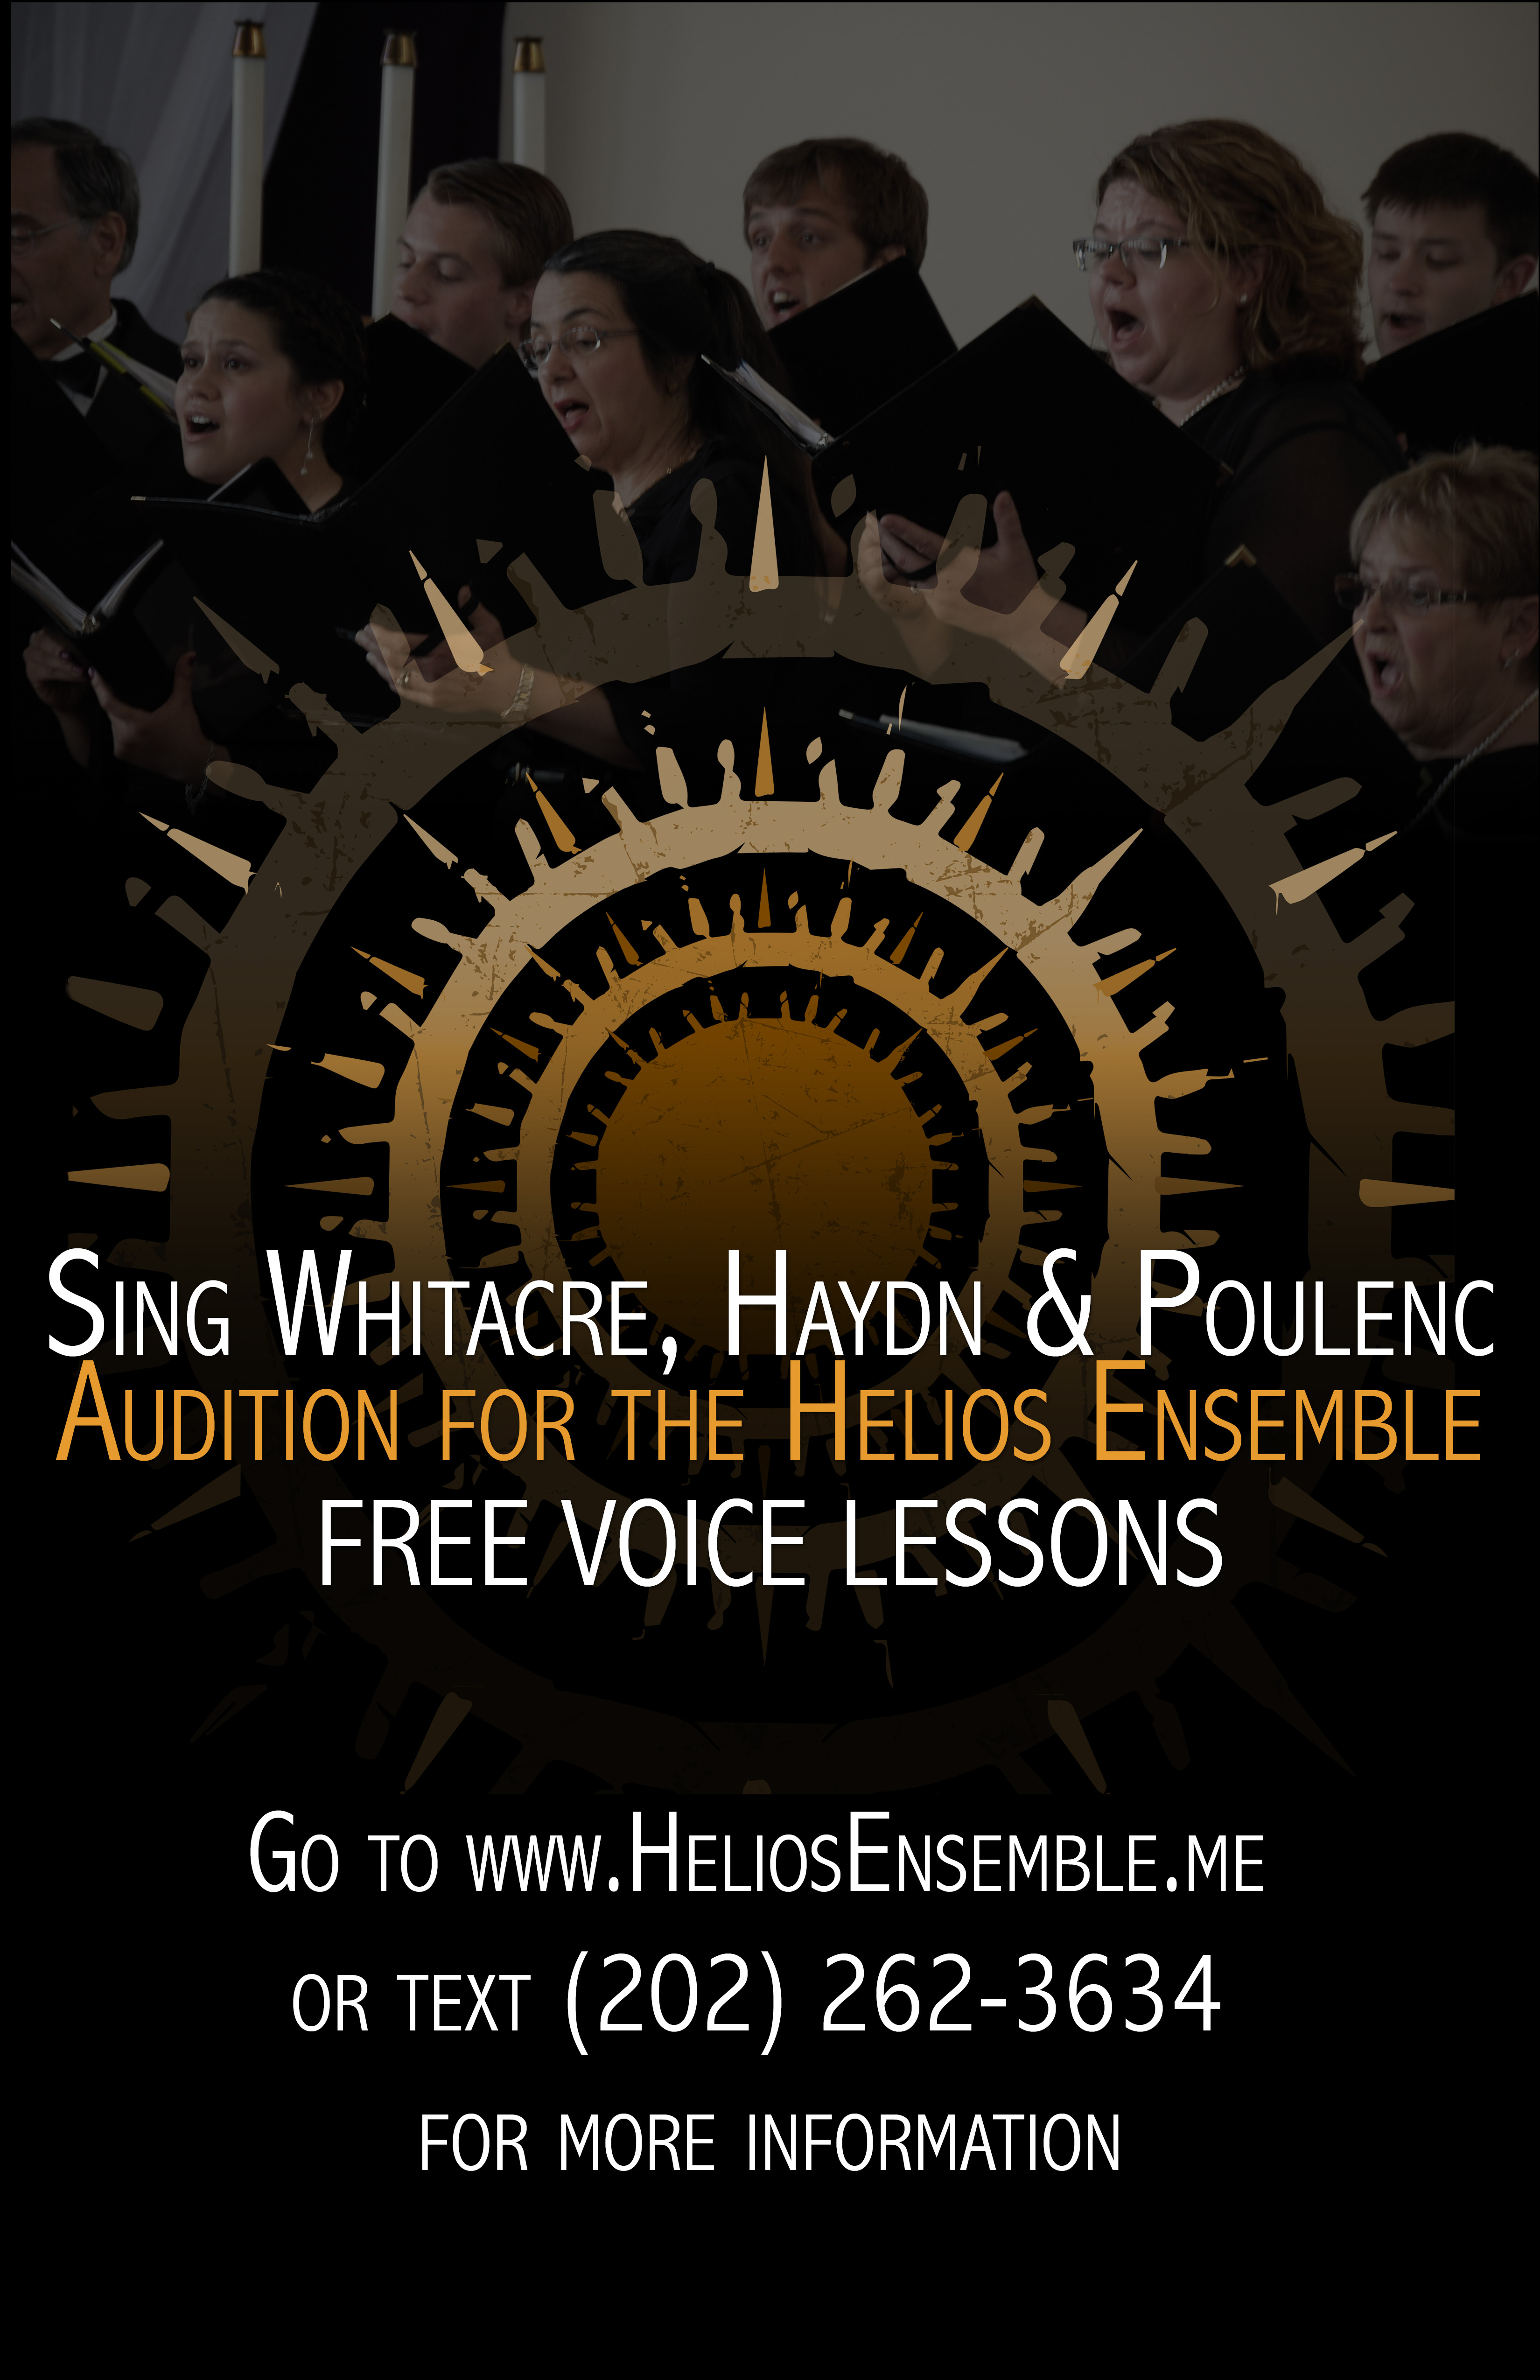 Sing Whitacre, Haydn & Poulenc
Audition for the Helios Ensemble
FREE VOICE LESSONS
Go to www.HeliosEnsemble.me
or text (202) 262-3634
for more information